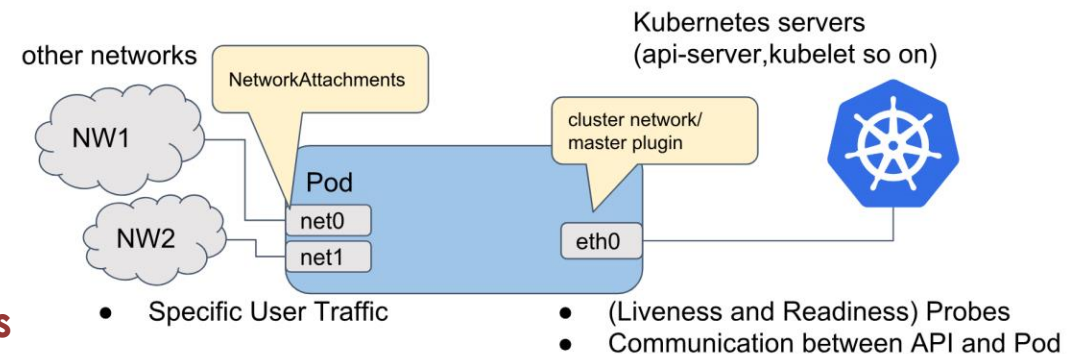 Kubernetes servers
(api-server,kubelet so on)
other networks
NetworkAttachments
cluster network/
master plugin
NW1
Pod
net0
NW2
eth0
net1
● Specific User Traffic
● (Liveness and Readiness) Probes
● Communication between API and Pod
s